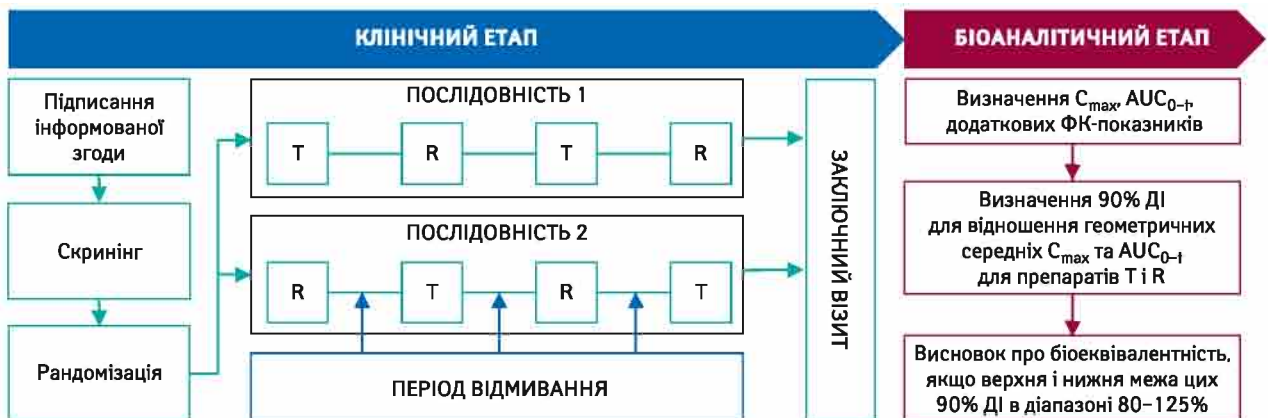 КЛІНІЧНИЙ ЕТАП
БІОАНАЛІТИЧНИЙ ЕТАП
Підписання
інформованої
згоди
Скринінг
Рандомізація
ПОСЛІДОВНІСТЬ 1
T R T R
ПОСЛІДОВНІСТЬ 2
R T R T
ПЕРІОД ВІДМИВАННЯ
ЗАКЛЮЧНИЙ ВІЗИТ
Визначення Cmax, AUC0–t,
додаткових ФК-показників
Визначення 90% ДІ
для відношення геометричних
середніх Cmax та AUC0–t
для препаратів T і R
Висновок про біоеквівалентність,
якщо верхня і нижня межа цих
90% ДІ в діапазоні 80–125%